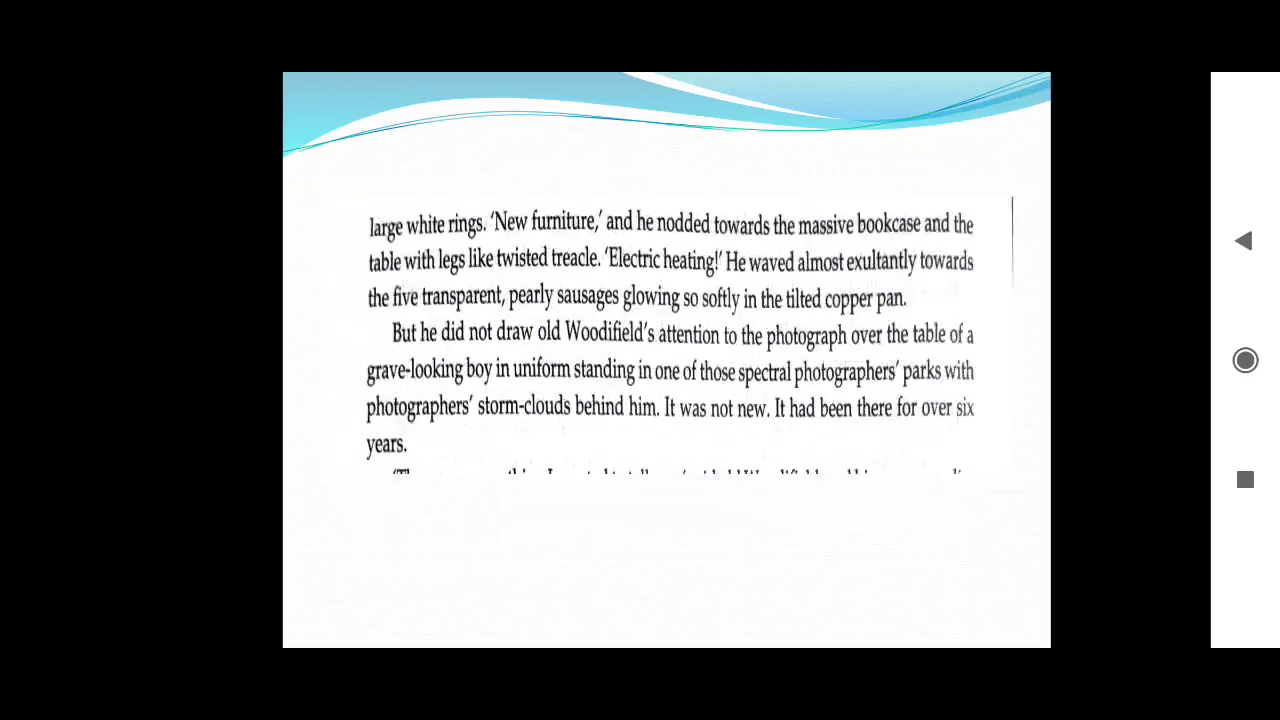 large white rings. 'New furniture,' and he nodded towards the massive bookcase and the
table with legs like twisted treacle. 'Electric heating!' He waved almost exultantly towards
the five transparent, pearly sausages glowing so softly in the tilted copper pan.
But he did not draw old Woodifield's attention to the photograph over the table of a
grave-looking boy in uniform standing in one of those spectral photographers' parks with
photographers' storm-clouds behind him. It was not new. It had been there for over six
years.